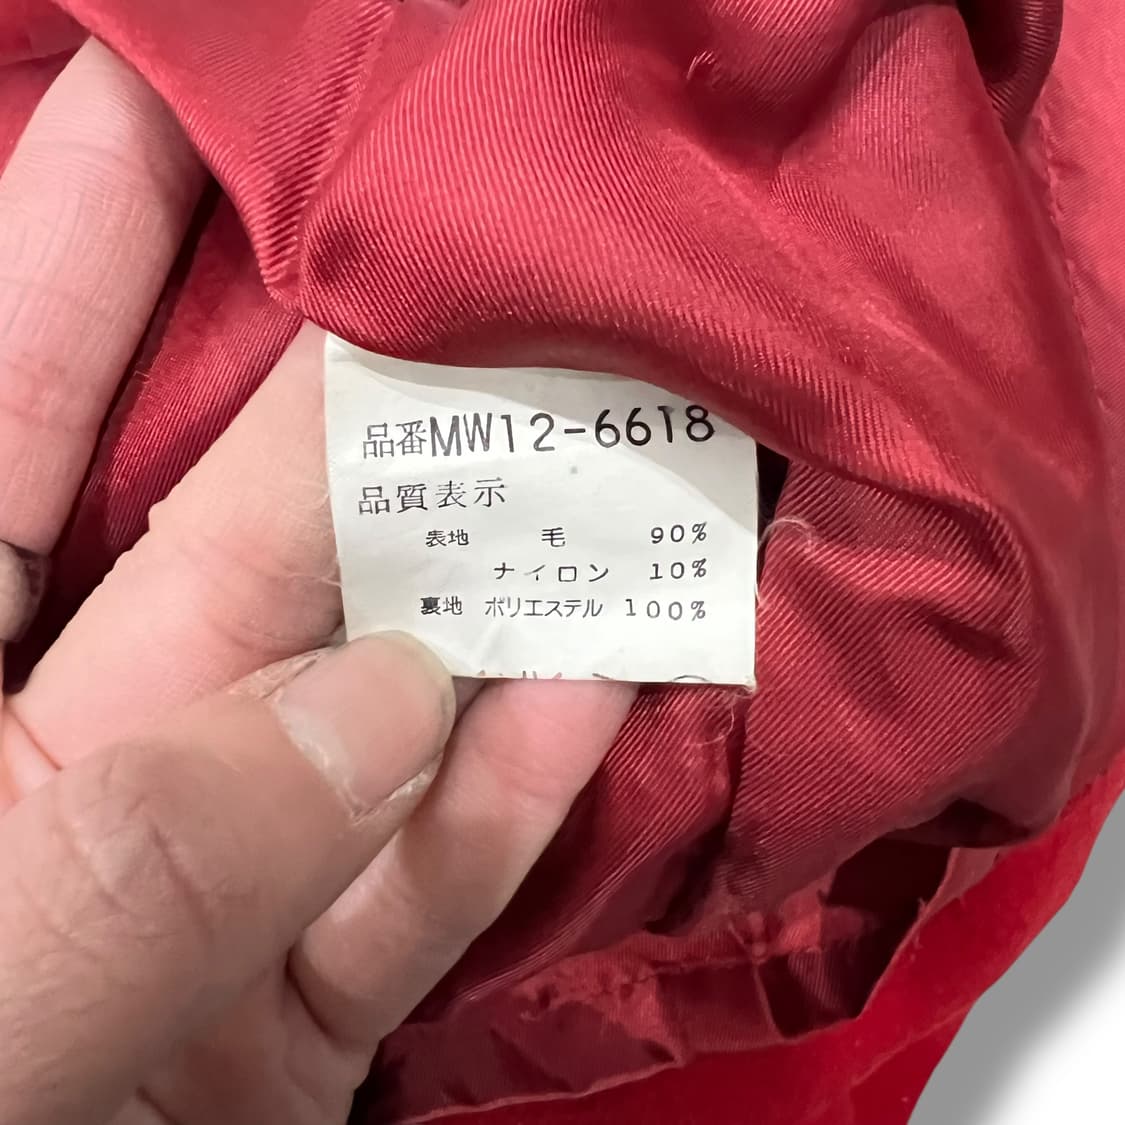 品番MW12-6618
品質表示
表地 毛 90%
ナイロン 10%
裏地 ポリエステル 100%